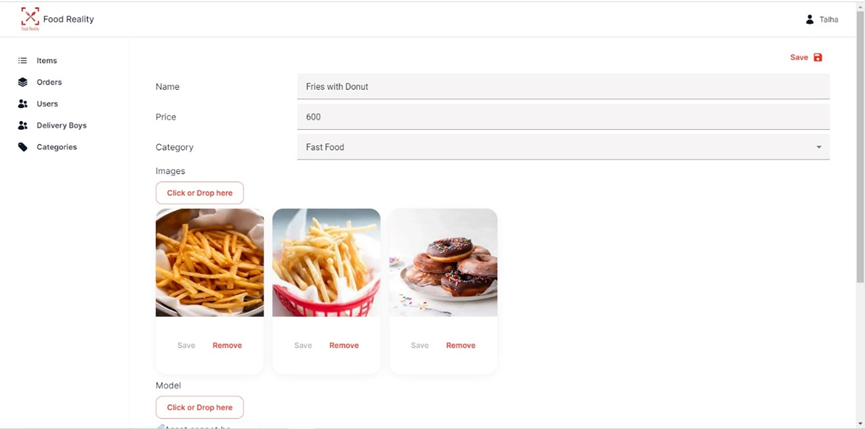 Food Reality
Food Reality
Talha
Items
Orders
Users
Delivery Boys
Categories
Save
Name
Fries with Donut
Price
600
Category
Fast Food
Images
Click or Drop here
Save Remove
Save Remove
Save Remove
Model
Click or Drop here